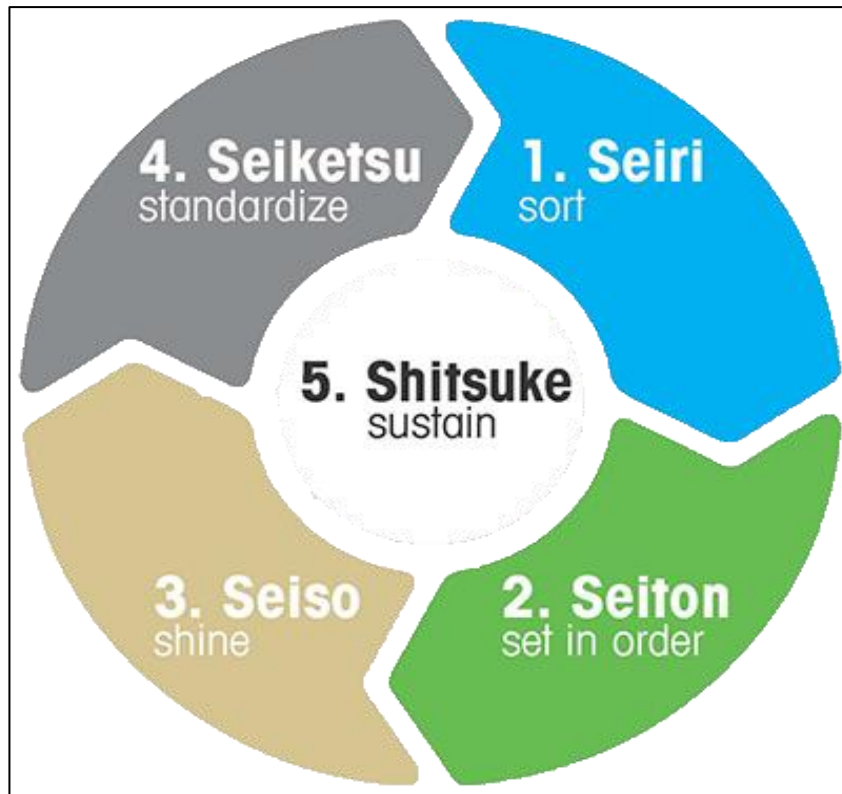 1. Seiri
sort
2. Seiton
set in order
3. Seiso
shine
4. Seiketsu
standardize
5. Shitsuke
sustain